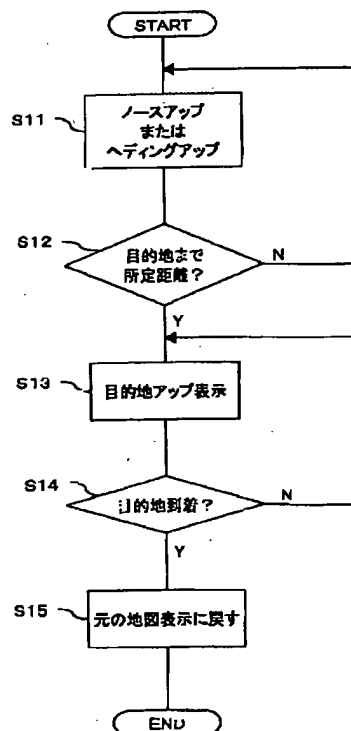 START
S11
ノースアップ
または
ヘディングアップ
S12
目的地まで
所定距離？
N
Y
S13
目的地アップ表示
S14
目的地到着？
N
Y
S15
元の地図表示に戻す
END